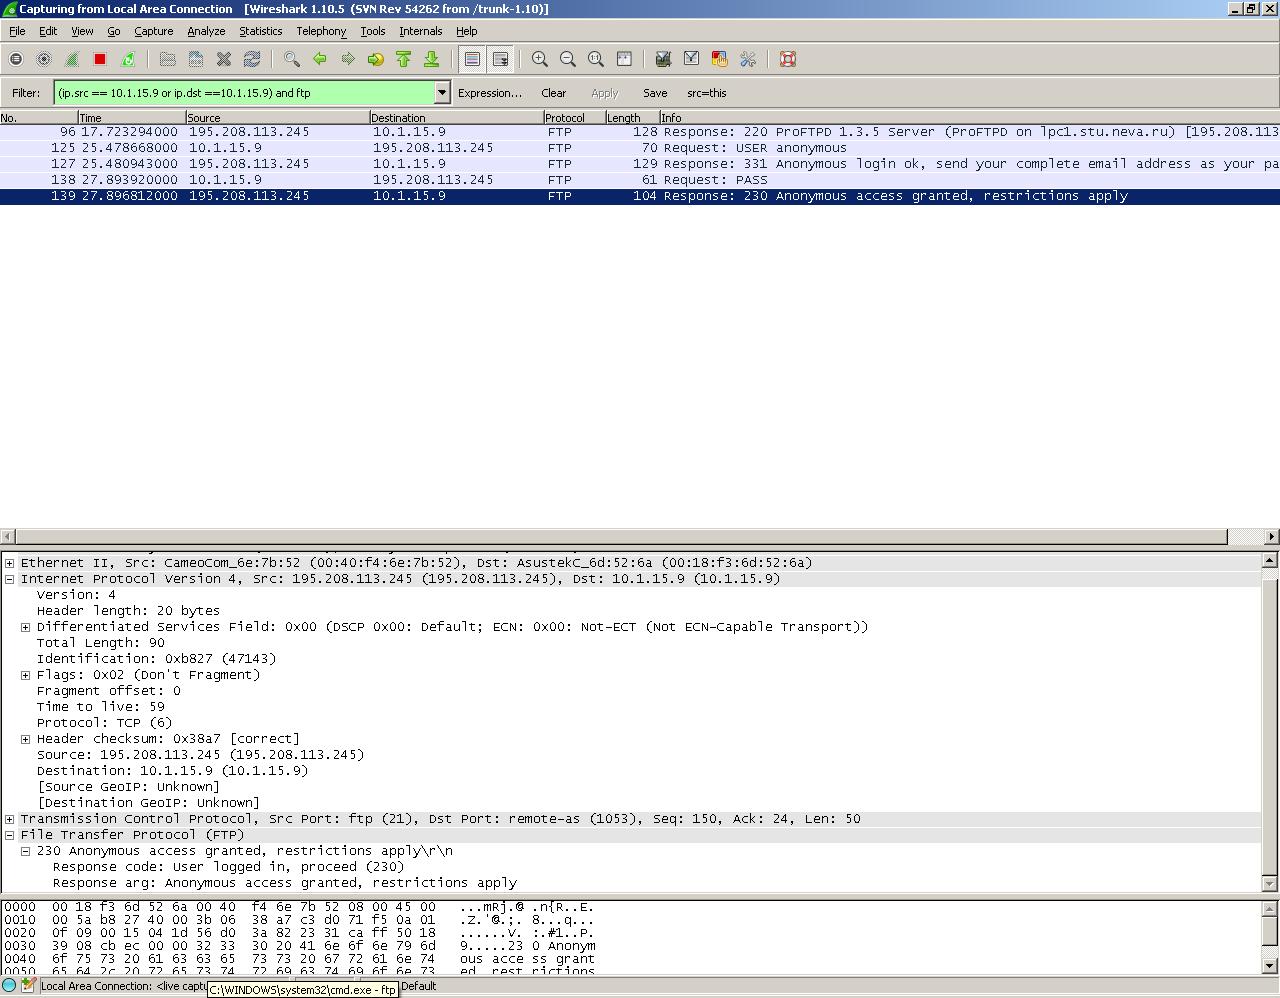 Capturing from Local Area Connection [Wireshark 1.10.5 (SVN Rev 54262 from /trunk-1.10)]
File Edit View Go Capture Analyze Statistics Telephony Tools Internals Help
Filter: (ip.src == 10.1.15.9 or ip.dst ==10.1.15.9) and ftp Expression... Clear Apply Save src=this
No. Time Source Destination Protocol Length Info
96 17.723294000 195.208.113.245 10.1.15.9 FTP 128 Response: 220 ProFTPD 1.3.5 Server (ProFTPD on lpc1.stu.neva.ru) [195.208.113
125 25.478668000 10.1.15.9 195.208.113.245 FTP 70 Request: USER anonymous
127 25.480943000 195.208.113.245 10.1.15.9 FTP 129 Response: 331 Anonymous login ok, send your complete email address as your pa
138 27.893920000 10.1.15.9 195.208.113.245 FTP 61 Request: PASS
139 27.896812000 195.208.113.245 10.1.15.9 FTP 104 Response: 230 Anonymous access granted, restrictions apply
Ethernet II, Src: CameoCom_6e:7b:52 (00:40:f4:6e:7b:52), Dst: AsustekC_6d:52:6a (00:18:f3:6d:52:6a)
Internet Protocol Version 4, Src: 195.208.113.245 (195.208.113.245), Dst: 10.1.15.9 (10.1.15.9)
Version: 4
Header length: 20 bytes
Differentiated Services Field: 0x00 (DSCP 0x00: Default; ECN: 0x00: Not-ECT (Not ECN-Capable Transport))
Total Length: 90
Identification: 0xb827 (47143)
Flags: 0x02 (Don't Fragment)
Fragment offset: 0
Time to live: 59
Protocol: TCP (6)
Header checksum: 0x38a7 [correct]
Source: 195.208.113.245 (195.208.113.245)
Destination: 10.1.15.9 (10.1.15.9)
[Source GeoIP: Unknown]
[Destination GeoIP: Unknown]
Transmission Control Protocol, Src Port: ftp (21), Dst Port: remote-as (1053), Seq: 150, Ack: 24, Len: 50
File Transfer Protocol (FTP)
230 Anonymous access granted, restrictions apply\r\n
Response code: User logged in, proceed (230)
Response arg: Anonymous access granted, restrictions apply
0000 00 18 f3 6d 52 6a 00 40 f4 6e 7b 52 08 00 45 00 ...mRj.@ .n{R..E.
0010 00 5a b8 27 40 00 3b 06 38 a7 c3 d0 71 f5 0a 01 .Z.'@.;. 8...q...
0020 0f 09 00 15 04 1d 56 d0 3a 82 23 31 ca ff 50 18 ......V. :.#1..P.
0030 39 08 cb ec 00 00 32 33 30 20 41 6e 6f 6e 79 6d 9.....23 0 Anonym
0040 6f 75 73 20 61 63 63 65 73 73 20 67 72 61 6e 74 ous acce ss grant
0050 65 64 2c 20 72 65 73 74 72 69 63 74 69 6f 6e 73 ed, rest rictions
Local Area Connection: <live captu Default
C:\WINDOWS\system32\cmd.exe - ftp